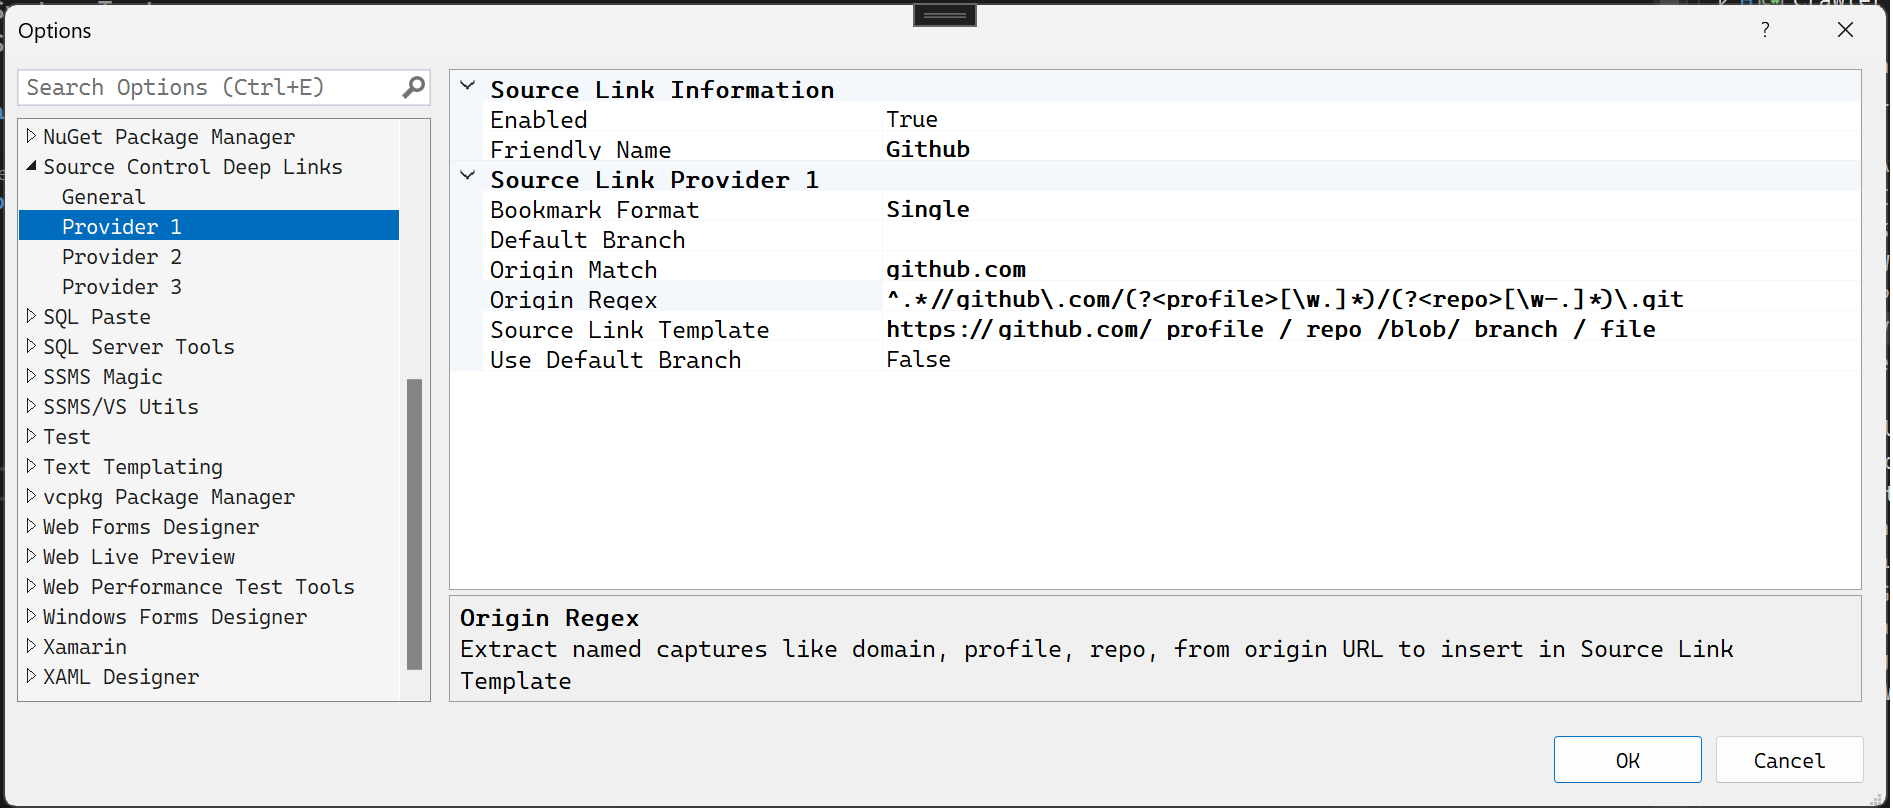 Options
?
Search Options (Ctrl+E)
NuGet Package Manager
Source Control Deep Links
General
Provider 1
Provider 2
Provider 3
SQL Paste
SQL Server Tools
SSMS Magic
SSMS/VS Utils
Test
Text Templating
vcpkg Package Manager
Web Forms Designer
Web Live Preview
Web Performance Test Tools
Windows Forms Designer
Xamarin
XAML Designer
Source Link Information
Enabled True
Friendly Name Github
Source Link Provider 1
Bookmark Format Single
Default Branch
Origin Match github.com
Origin Regex ^.*//github\.com/(?<profile>[\w.]*)/(?<repo>[\w-.]*)\.git
Source Link Template https://github.com/ profile / repo /blob/ branch / file
Use Default Branch False
Origin Regex
Extract named captures like domain, profile, repo, from origin URL to insert in Source Link
Template
OK
Cancel